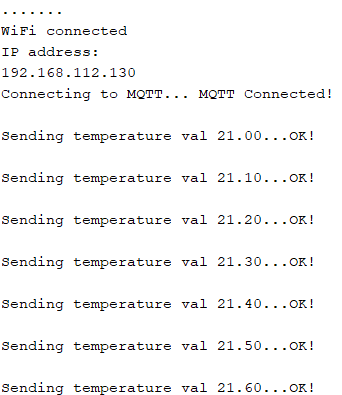 .......
WiFi connected
IP address:
192.168.112.130
Connecting to MQTT... MQTT Connected!
Sending temperature val 21.00...OK!
Sending temperature val 21.10...OK!
Sending temperature val 21.20...OK!
Sending temperature val 21.30...OK!
Sending temperature val 21.40...OK!
Sending temperature val 21.50...OK!
Sending temperature val 21.60...OK!